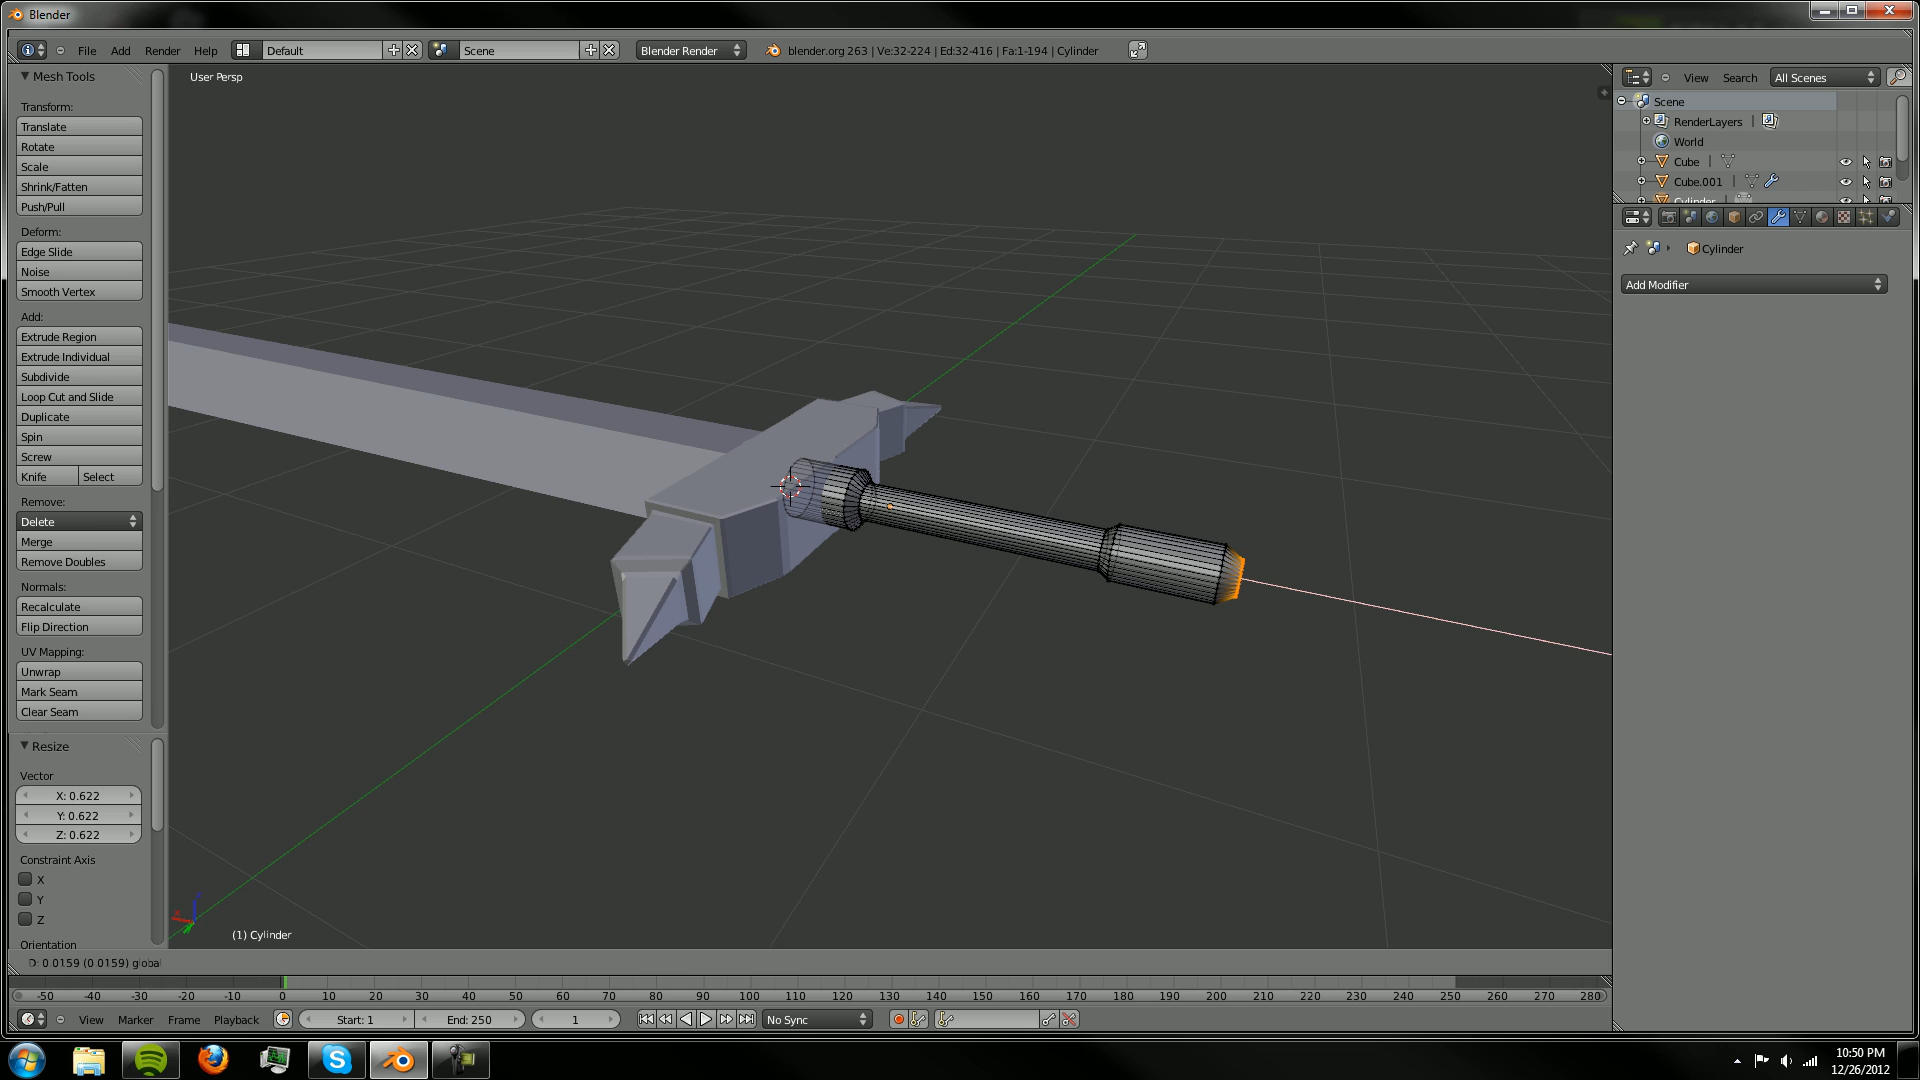 Blender
File Add Render Help Default Scene Blender Render blender.org 263 | Ve:32-224 | Ed:32-416 | Fa:1-194 | Cylinder
Mesh Tools
Transform:
Translate
Rotate
Scale
Shrink/Fatten
Push/Pull
Deform:
Edge Slide
Noise
Smooth Vertex
Add:
Extrude Region
Extrude Individual
Subdivide
Loop Cut and Slide
Duplicate
Spin
Screw
Knife Select
Remove:
Delete
Merge
Remove Doubles
Normals:
Recalculate
Flip Direction
UV Mapping:
Unwrap
Mark Seam
Clear Seam
Resize
Vector
X: 0.622
Y: 0.622
Z: 0.622
Constraint Axis
X
Y
Z
Orientation
User Persp
(1) Cylinder
D: 0.0159 (0.0159) global
View Search All Scenes
Scene
RenderLayers |
World
Cube |
Cube.001 |
Cylinder
Cylinder
Add Modifier
-50 -40 -30 -20 -10 0 10 20 30 40 50 60 70 80 90 100 110 120 130 140 150 160 170 180 190 200 210 220 230 240 250 260 270 280
View Marker Frame Playback Start: 1 End: 250 1 No Sync
10:50 PM
12/26/2012